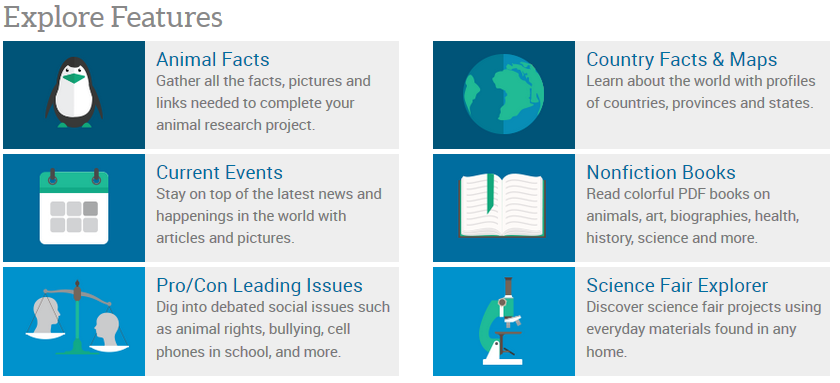 Explore Features
Animal Facts
Gather all the facts, pictures and
links needed to complete your
animal research project.
Country Facts & Maps
Learn about the world with profiles
of countries, provinces and states.
Current Events
Stay on top of the latest news and
happenings in the world with
articles and pictures.
Nonfiction Books
Read colorful PDF books on
animals, art, biographies, health,
history, science and more.
Pro/Con Leading Issues
Dig into debated social issues such
as animal rights, bullying, cell
phones in school, and more.
Science Fair Explorer
Discover science fair projects using
everyday materials found in any
home.